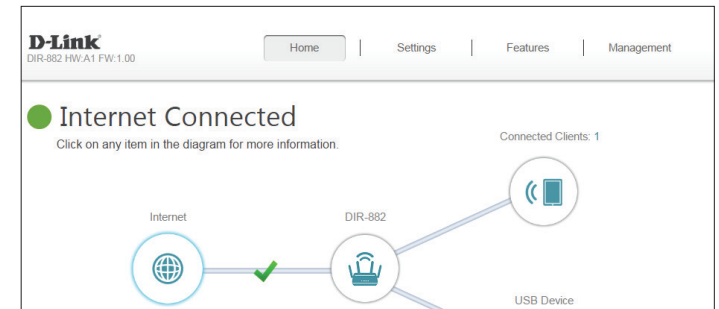 D-Link
DIR-882 HW:A1 FW:1.00
Home | Settings | Features | Management
Internet Connected
Click on any item in the diagram for more information.
Connected Clients: 1
Internet
DIR-882
USB Device